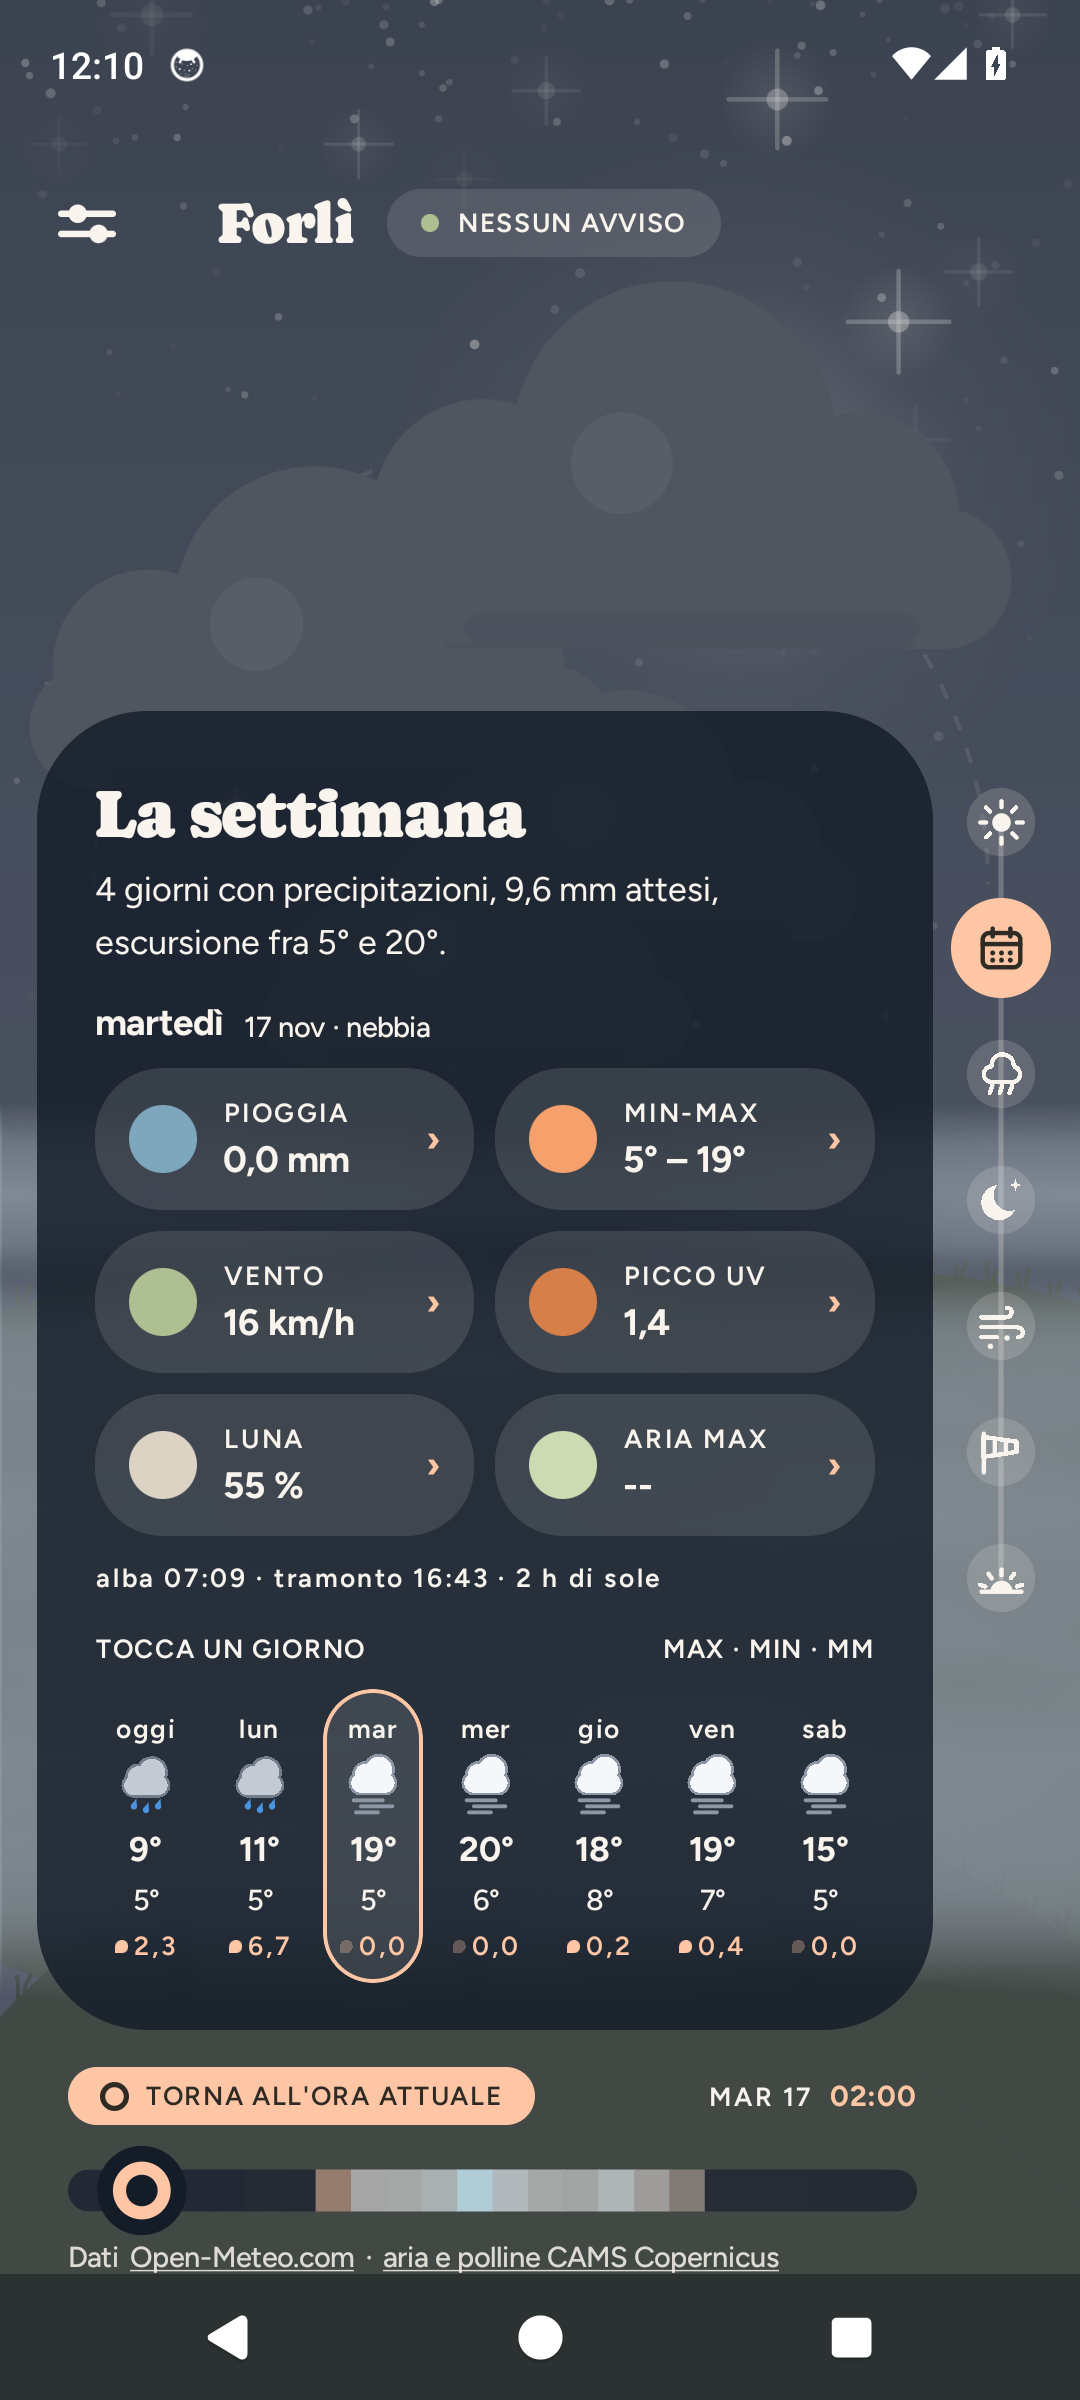 12:10
Forlì
NESSUN AVVISO
La settimana
4 giorni con precipitazioni, 9,6 mm attesi,
escursione fra 5° e 20°.
martedì 17 nov · nebbia
PIOGGIA
0,0 mm
›
MIN-MAX
5° – 19°
›
VENTO
16 km/h
›
PICCO UV
1,4
›
LUNA
55 %
›
ARIA MAX
--
›
alba 07:09 · tramonto 16:43 · 2 h di sole
TOCCA UN GIORNO MAX · MIN · MM
oggi lun mar mer gio ven sab
9° 11° 19° 20° 18° 19° 15°
5° 5° 5° 6° 8° 7° 5°
2,3 6,7 0,0 0,0 0,2 0,4 0,0
TORNA ALL'ORA ATTUALE MAR 17 02:00
Dati Open-Meteo.com · aria e polline CAMS Copernicus